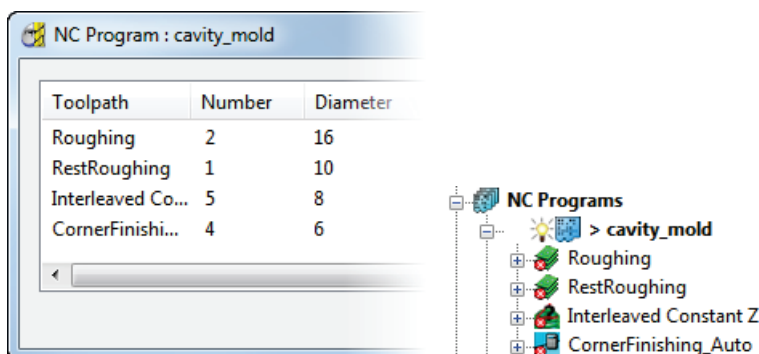 NC Program : cavity_mold
Toolpath Number Diameter
Roughing 2 16
RestRoughing 1 10
Interleaved Co... 5 8
CornerFinishi... 4 6
NC Programs
> cavity_mold
Roughing
RestRoughing
Interleaved Constant Z
CornerFinishing_Auto